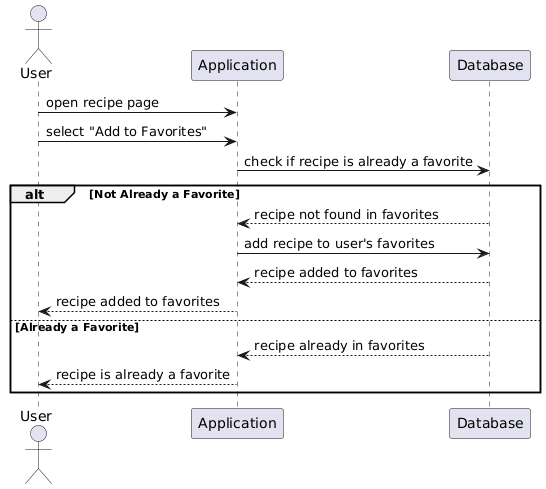 User
Application
Database
open recipe page
select "Add to Favorites"
check if recipe is already a favorite
alt
[Not Already a Favorite]
recipe not found in favorites
add recipe to user's favorites
recipe added to favorites
recipe added to favorites
[Already a Favorite]
recipe already in favorites
recipe is already a favorite
User
Application
Database